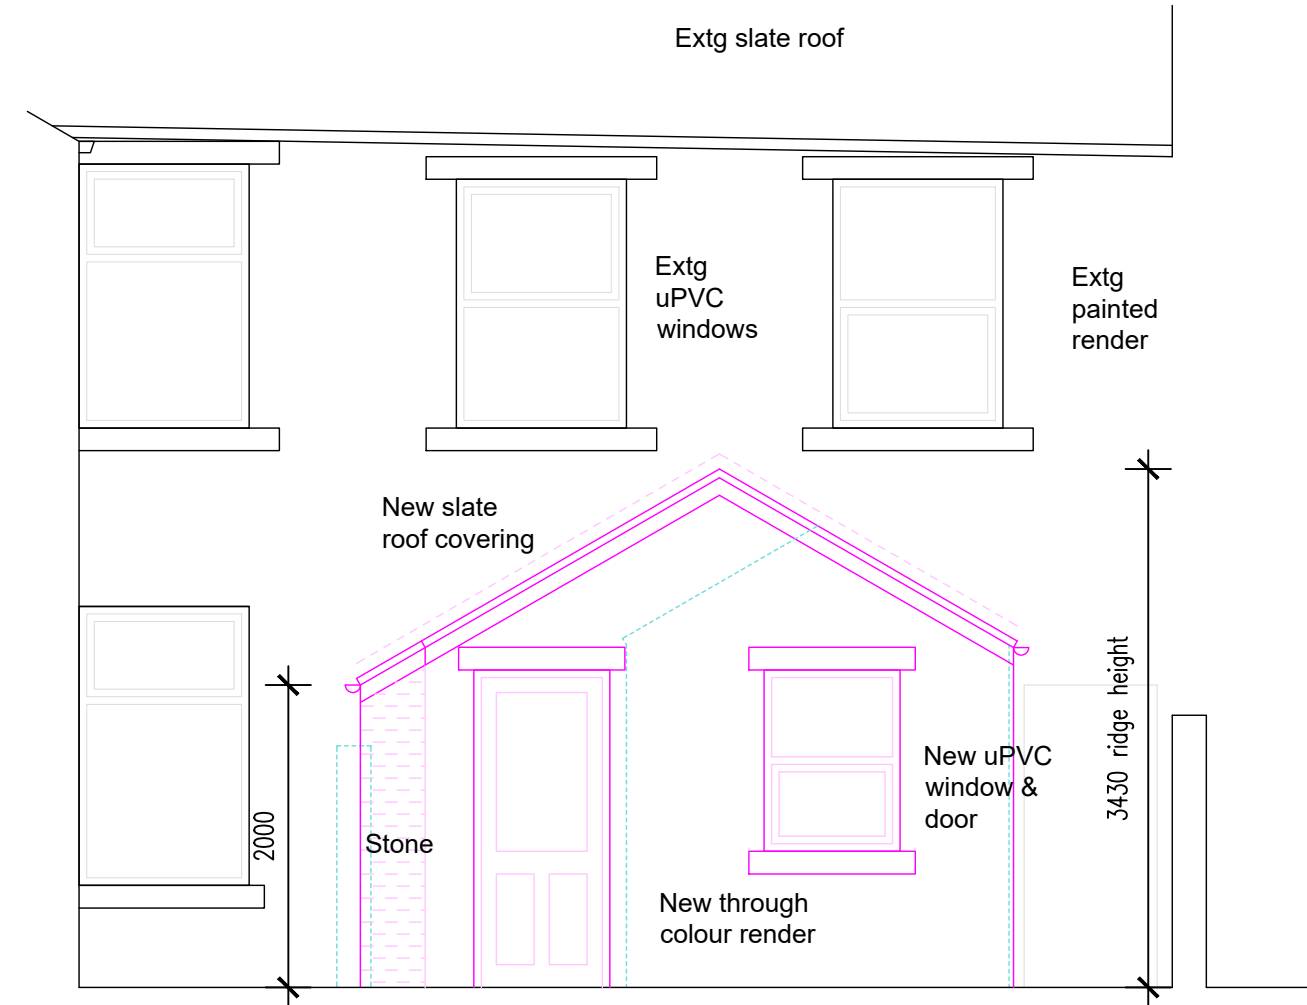 Extg slate roof
Extg
uPVC
windows
Extg
painted
render
New slate
roof covering
3430 ridge height
New uPVC
window &
door
2000
Stone
New through
colour render